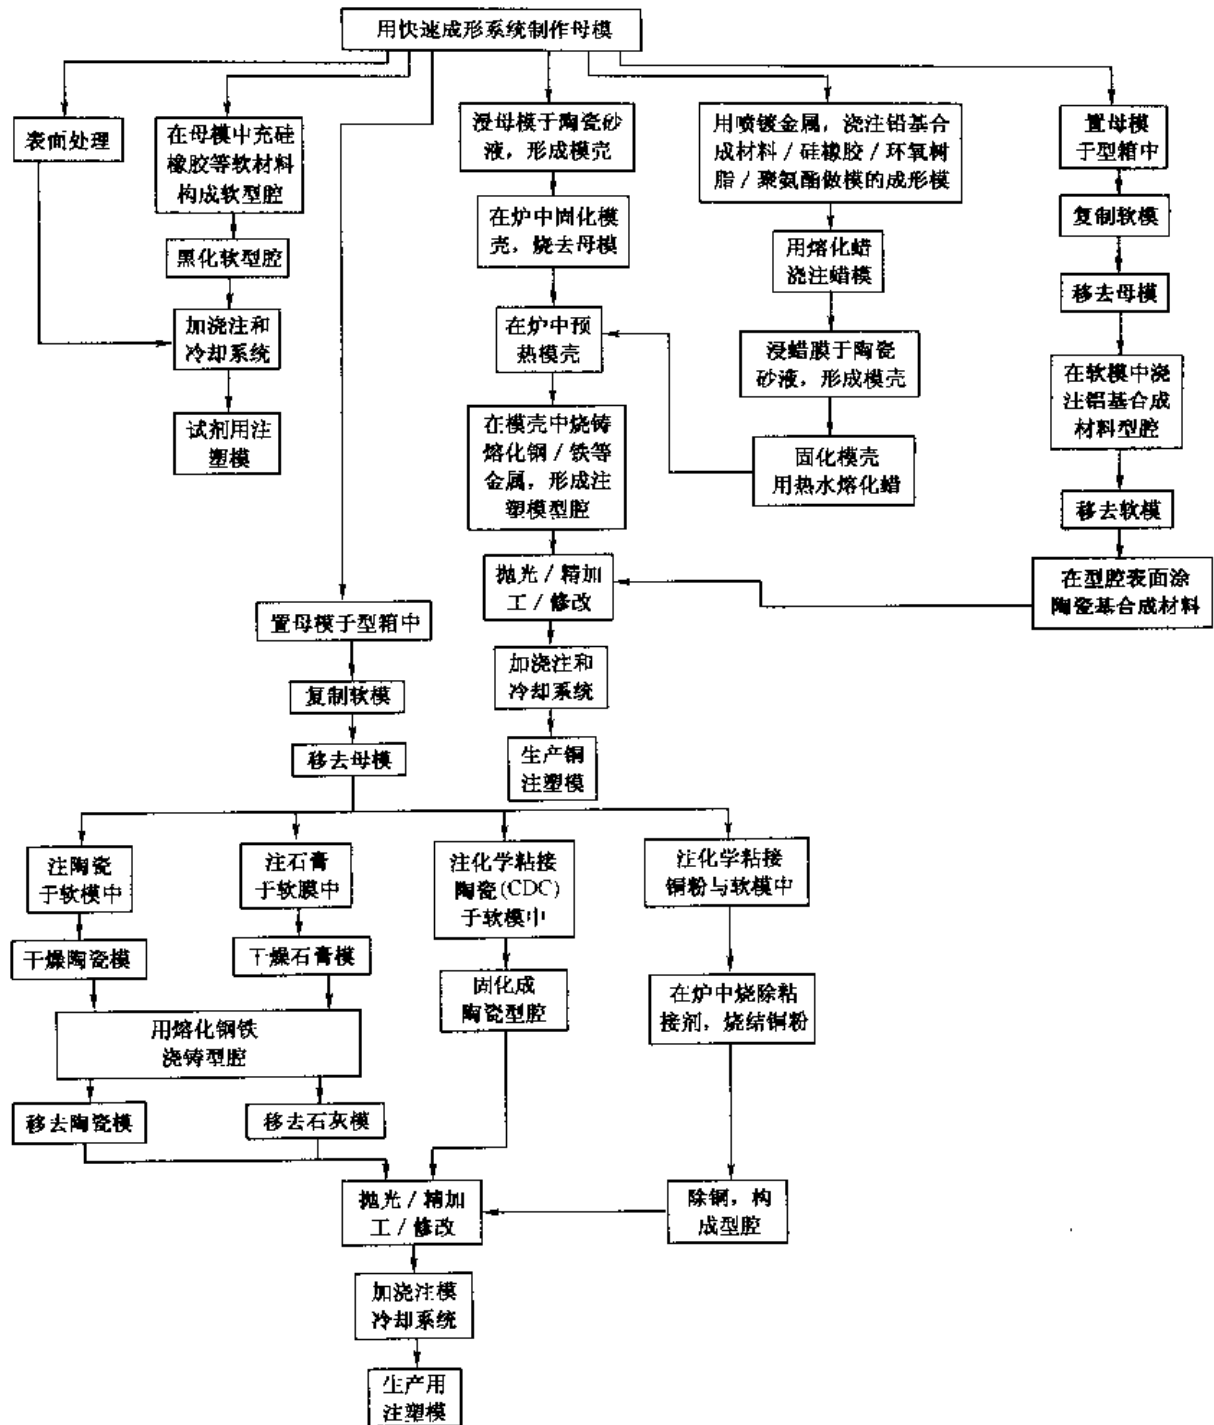 用快速成形系统制作母模
表面处理
在母模中充硅
橡胶等软材料
构成软型腔
黑化软型腔
加浇注和
冷却系统
试剂用注
塑模
浸母模于陶瓷砂
液，形成模壳
在炉中固化模
壳，烧去母模
在炉中预
热模壳
在模壳中烧铸
熔化钢/铁等
金属，形成注
塑模型腔
抛光/精加
工/修改
加浇注和
冷却系统
生产铜
注塑模
用喷镀金属，浇注铅基合
成材料/硅橡胶/环氧树
脂/聚氨酯做模的成形模
用熔化蜡
浇注蜡模
浸蜡膜于陶瓷
砂液，形成模壳
固化模壳
用热水熔化蜡
置母模
于型箱中
复制软模
移去母模
在软模中浇
注铝基合成
材料型腔
移去软模
在型腔表面涂
陶瓷基合成材料
置母模于型箱中
复制软模
移去母模
注陶瓷
于软模中
干燥陶瓷模
注石膏
于软膜中
干燥石膏模
用熔化钢铁
浇铸型腔
移去陶瓷模
移去石灰模
注化学粘接
陶瓷(CDC)
于软模中
固化成
陶瓷型腔
注化学粘接
铜粉与软模中
在炉中烧除粘
接剂，烧结铜粉
除铜，构
成型腔
抛光/精加
工/修改
加浇注模
冷却系统
生产用
注塑模